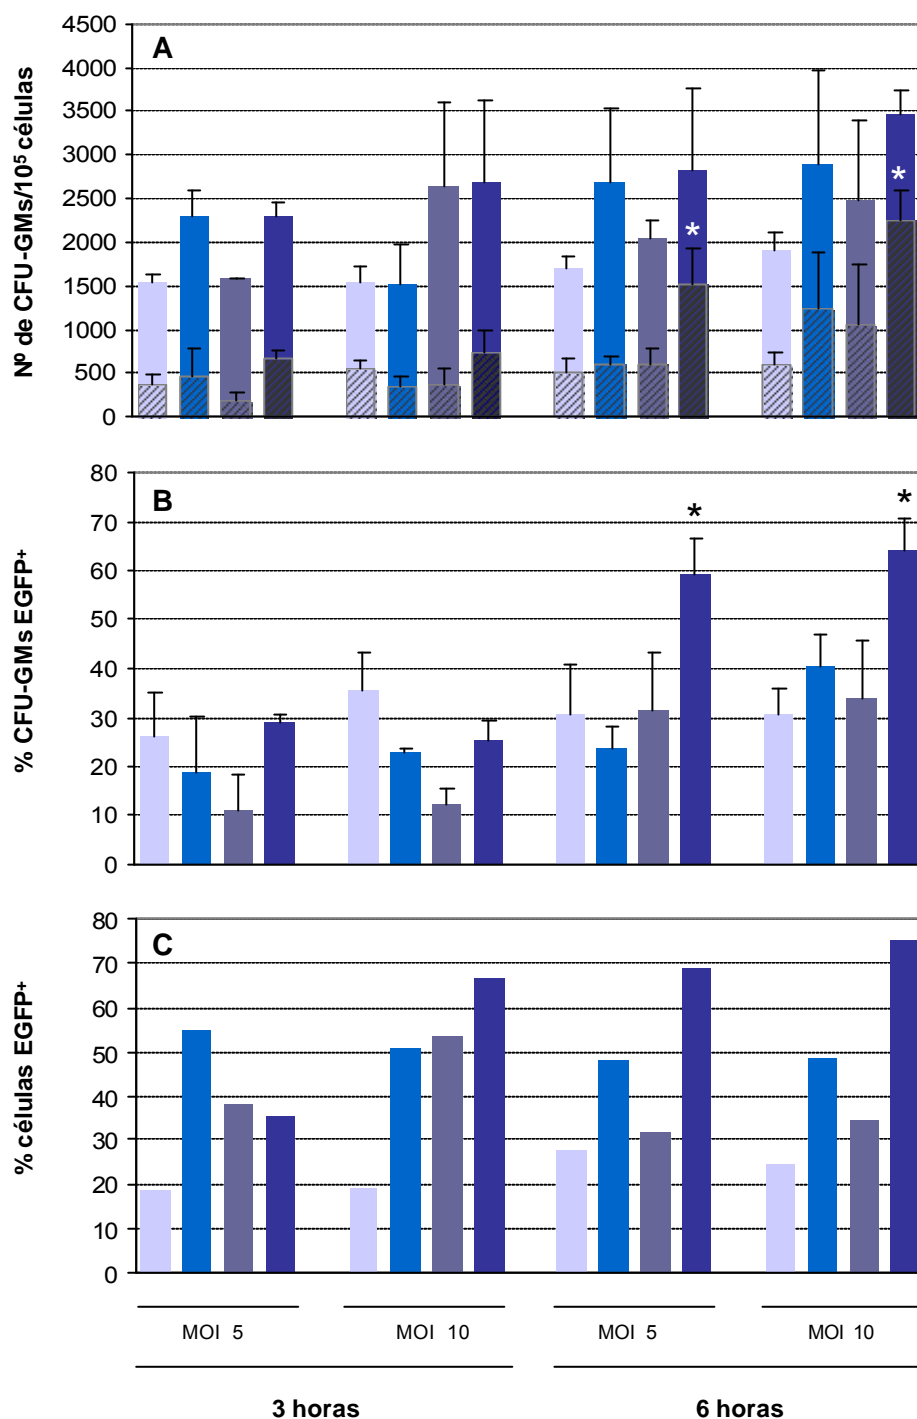 A
Nº de CFU-GMs/10⁵ células
4500
4000
3500
3000
2500
2000
1500
1000
500
0
*
*
B
% CFU-GMs EGFP⁺
80
70
60
50
40
30
20
10
0
*
*
C
% células EGFP⁺
80
70
60
50
40
30
20
10
0
MOI 5
MOI 10
MOI 5
MOI 10
3 horas
6 horas